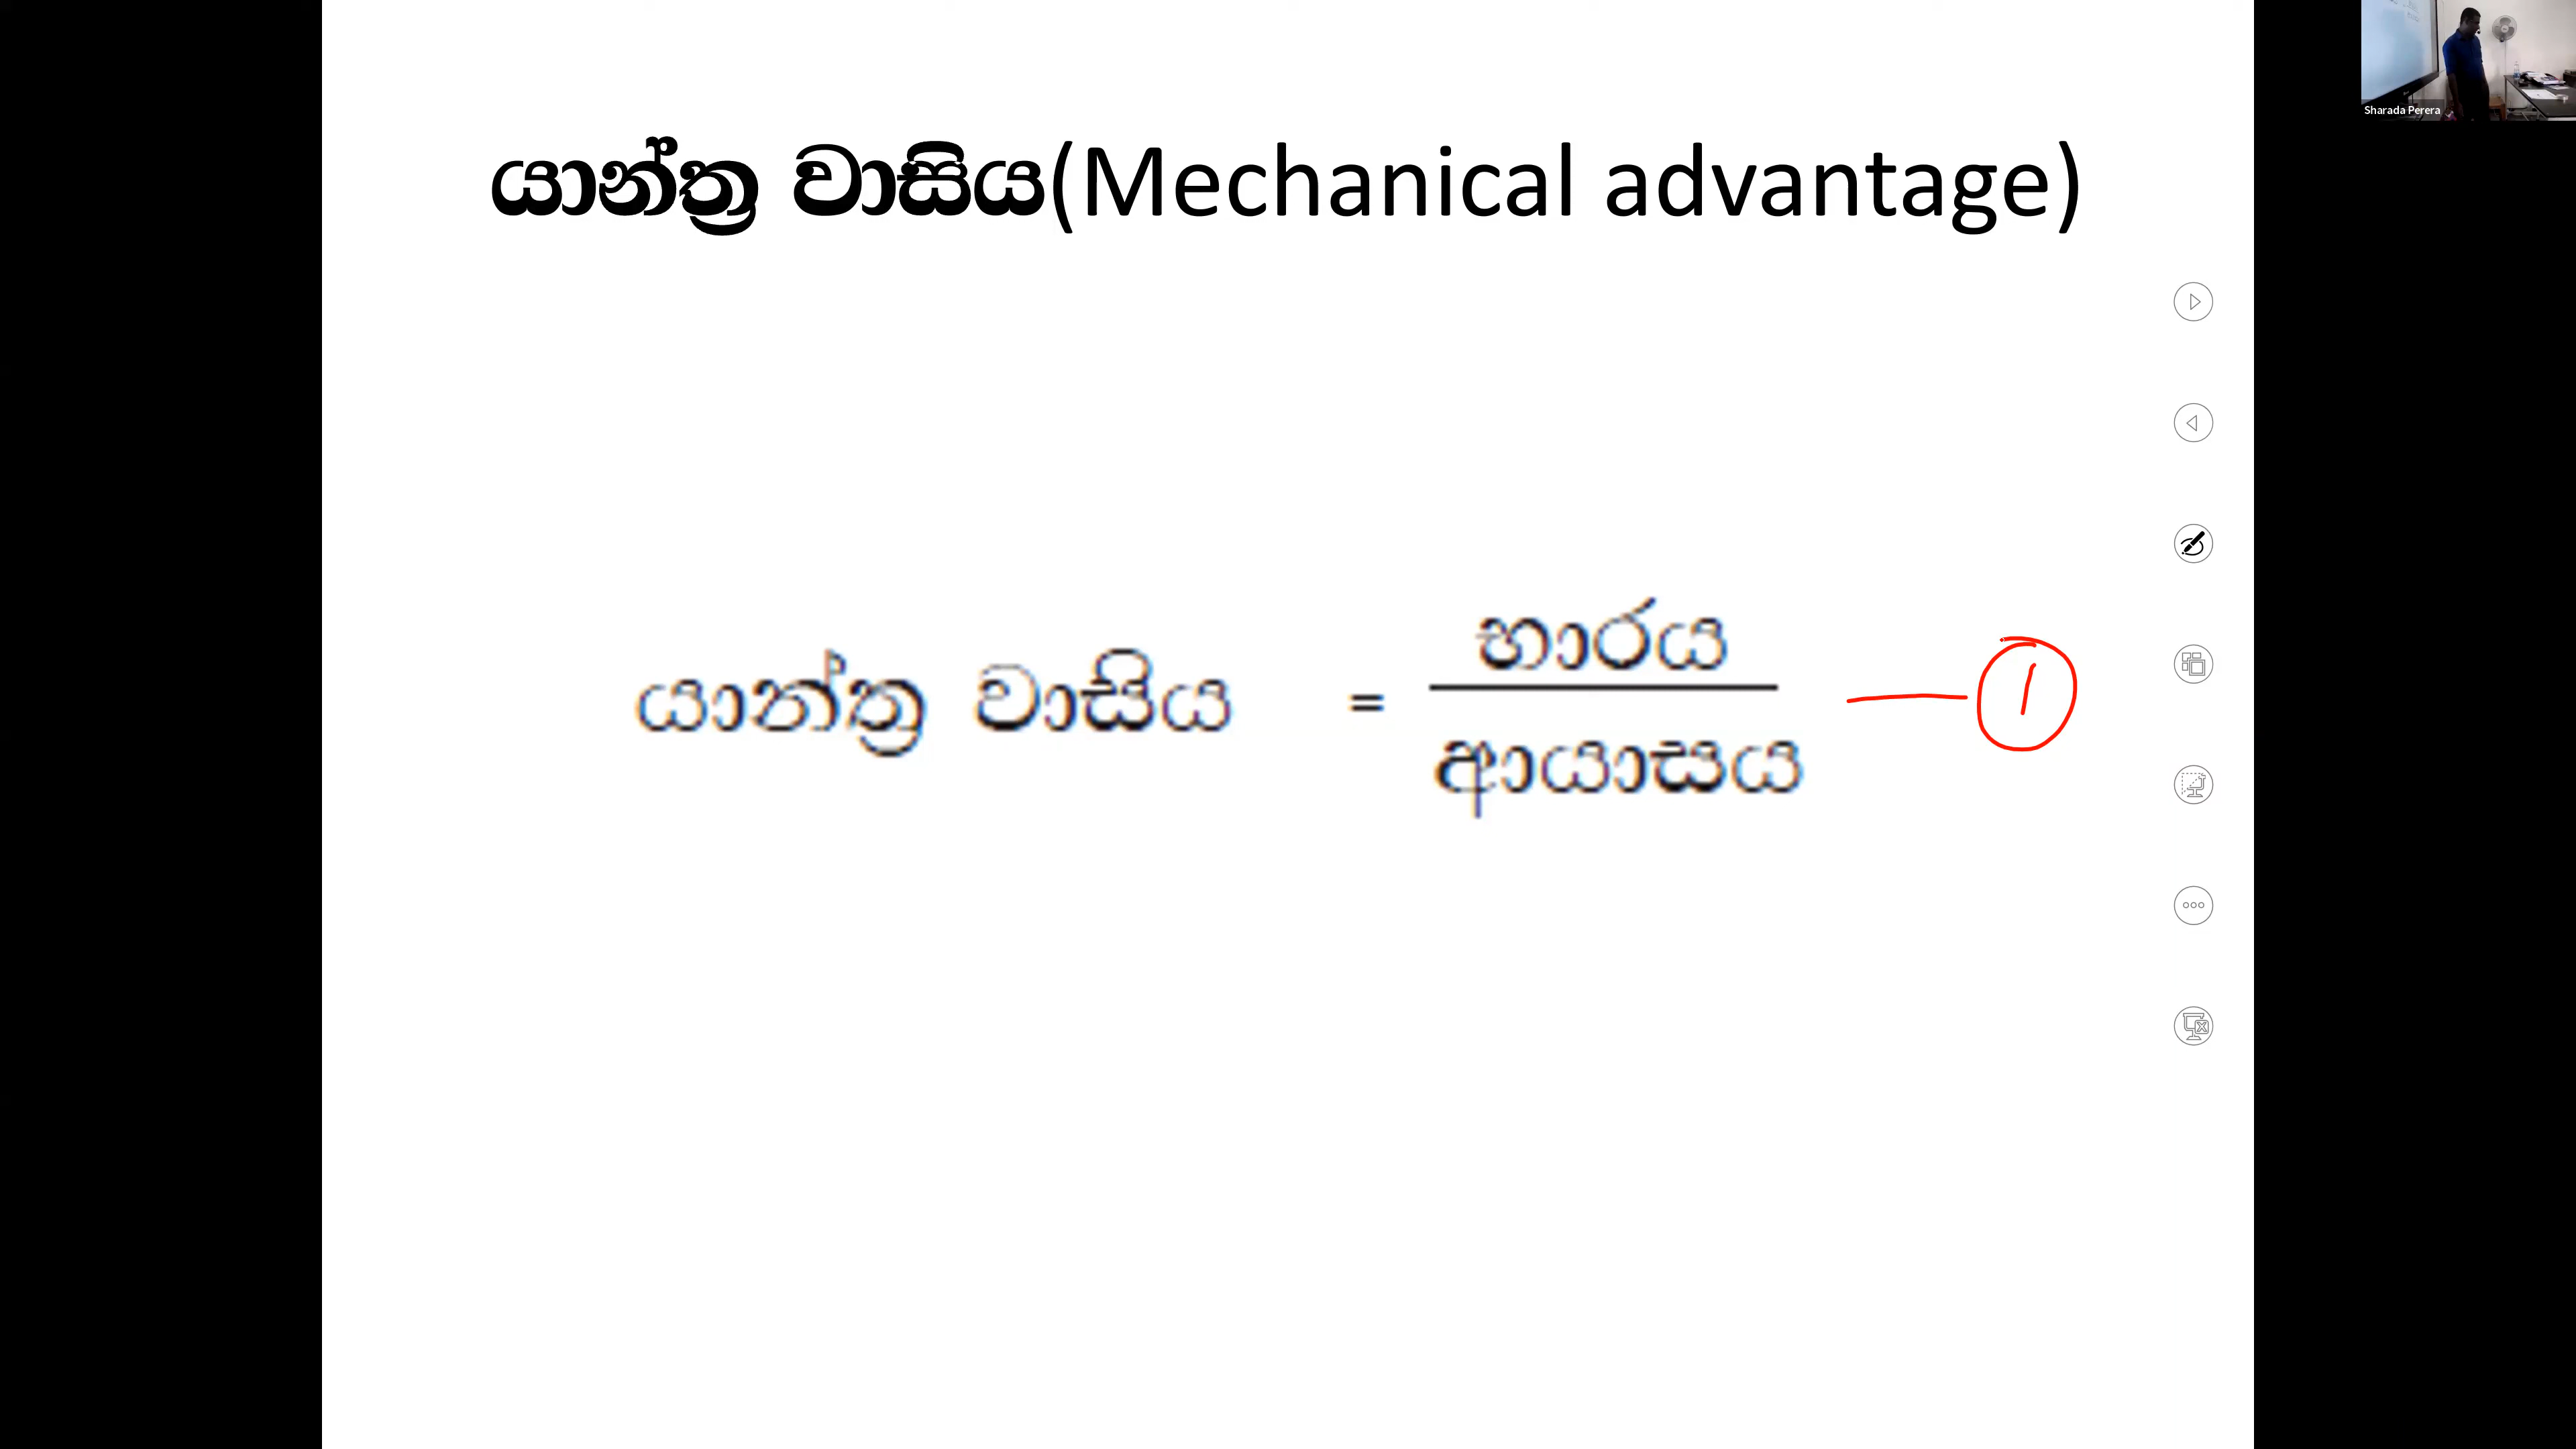 Sharada Perera
යාන්ත්‍ර වාසිය(Mechanical advantage)
යාන්ත්‍ර වාසිය = භාරය / ආයාසය — 1